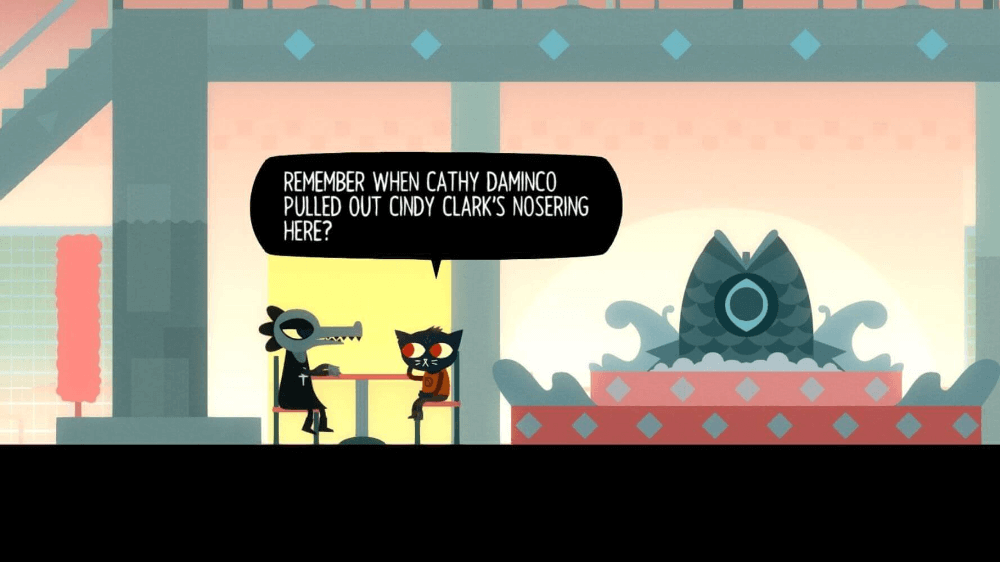 REMEMBER WHEN CATHY DAMINCO
PULLED OUT CINDY CLARK'S NOSERING
HERE?